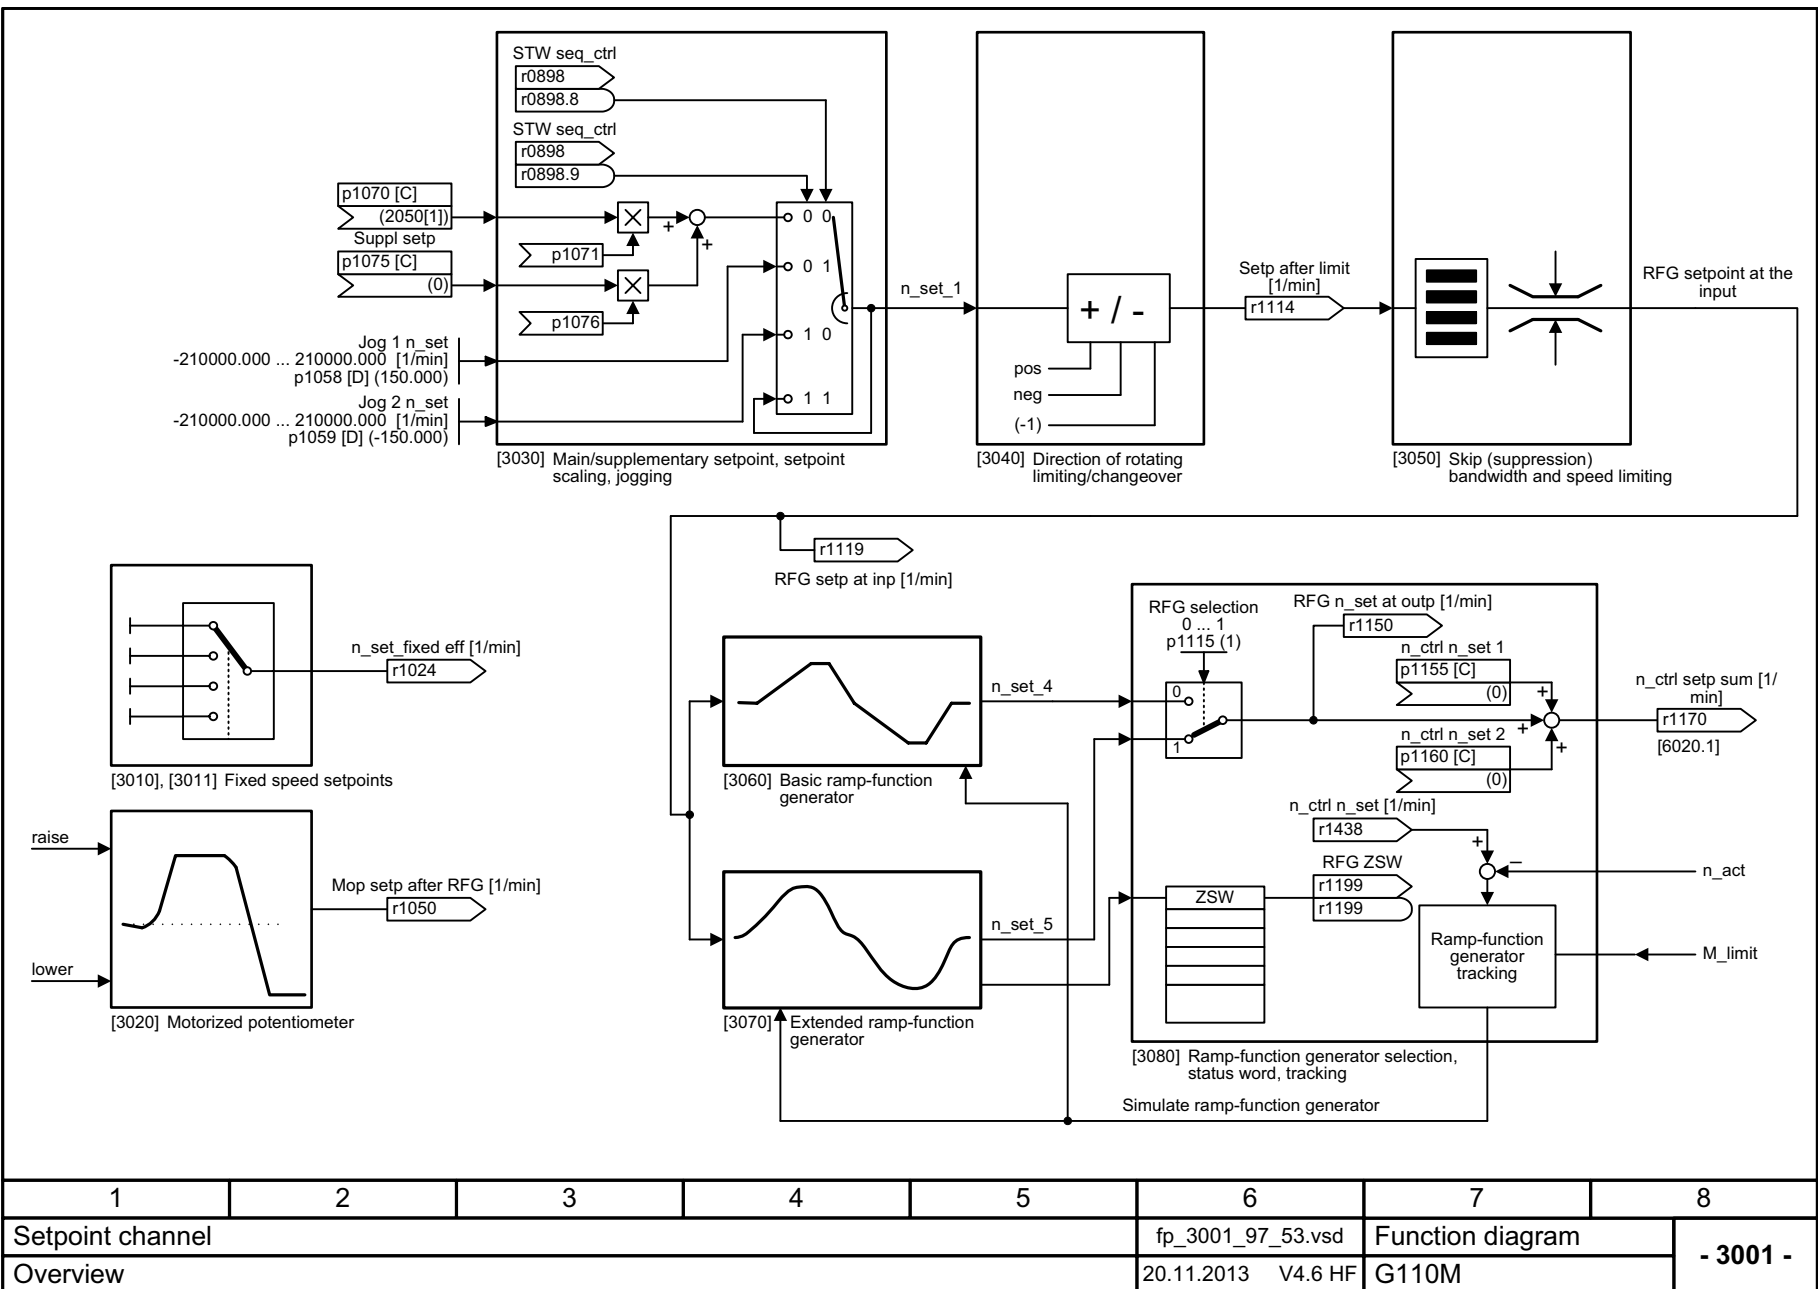 STW seq_ctrl
r0898
r0898.8
STW seq_ctrl
r0898
r0898.9
p1070 [C]
(2050[1])
Suppl setp
p1075 [C]
(0)
p1071
p1076
0 0
0 1
1 0
1 1
Jog 1 n_set
-210000.000 ... 210000.000 [1/min]
p1058 [D] (150.000)
Jog 2 n_set
-210000.000 ... 210000.000 [1/min]
p1059 [D] (-150.000)
+
+
[3030] Main/supplementary setpoint, setpoint
scaling, jogging
n_set_1
+ / -
pos
neg
(-1)
[3040] Direction of rotating
limiting/changeover
Setp after limit
[1/min]
r1114
[3050] Skip (suppression)
bandwidth and speed limiting
RFG setpoint at the
input
r1119
RFG setp at inp [1/min]
n_set_fixed eff [1/min]
r1024
[3010], [3011] Fixed speed setpoints
raise
lower
Mop setp after RFG [1/min]
r1050
[3020] Motorized potentiometer
n_set_4
[3060] Basic ramp-function
generator
n_set_5
[3070] Extended ramp-function
generator
RFG selection
0 ... 1
p1115 (1)
0
1
RFG n_set at outp [1/min]
r1150
n_ctrl n_set 1
p1155 [C]
(0)
+
+
+
n_ctrl n_set 2
p1160 [C]
(0)
n_ctrl setp sum [1/
min]
r1170
[6020.1]
n_ctrl n_set [1/min]
r1438
+
–
n_act
RFG ZSW
r1199
r1199
ZSW
Ramp-function
generator
tracking
M_limit
[3080] Ramp-function generator selection,
status word, tracking
Simulate ramp-function generator
1 2 3 4 5 6 7 8
Setpoint channel
fp_3001_97_53.vsd
Function diagram
- 3001 -
Overview
20.11.2013 V4.6 HF
G110M